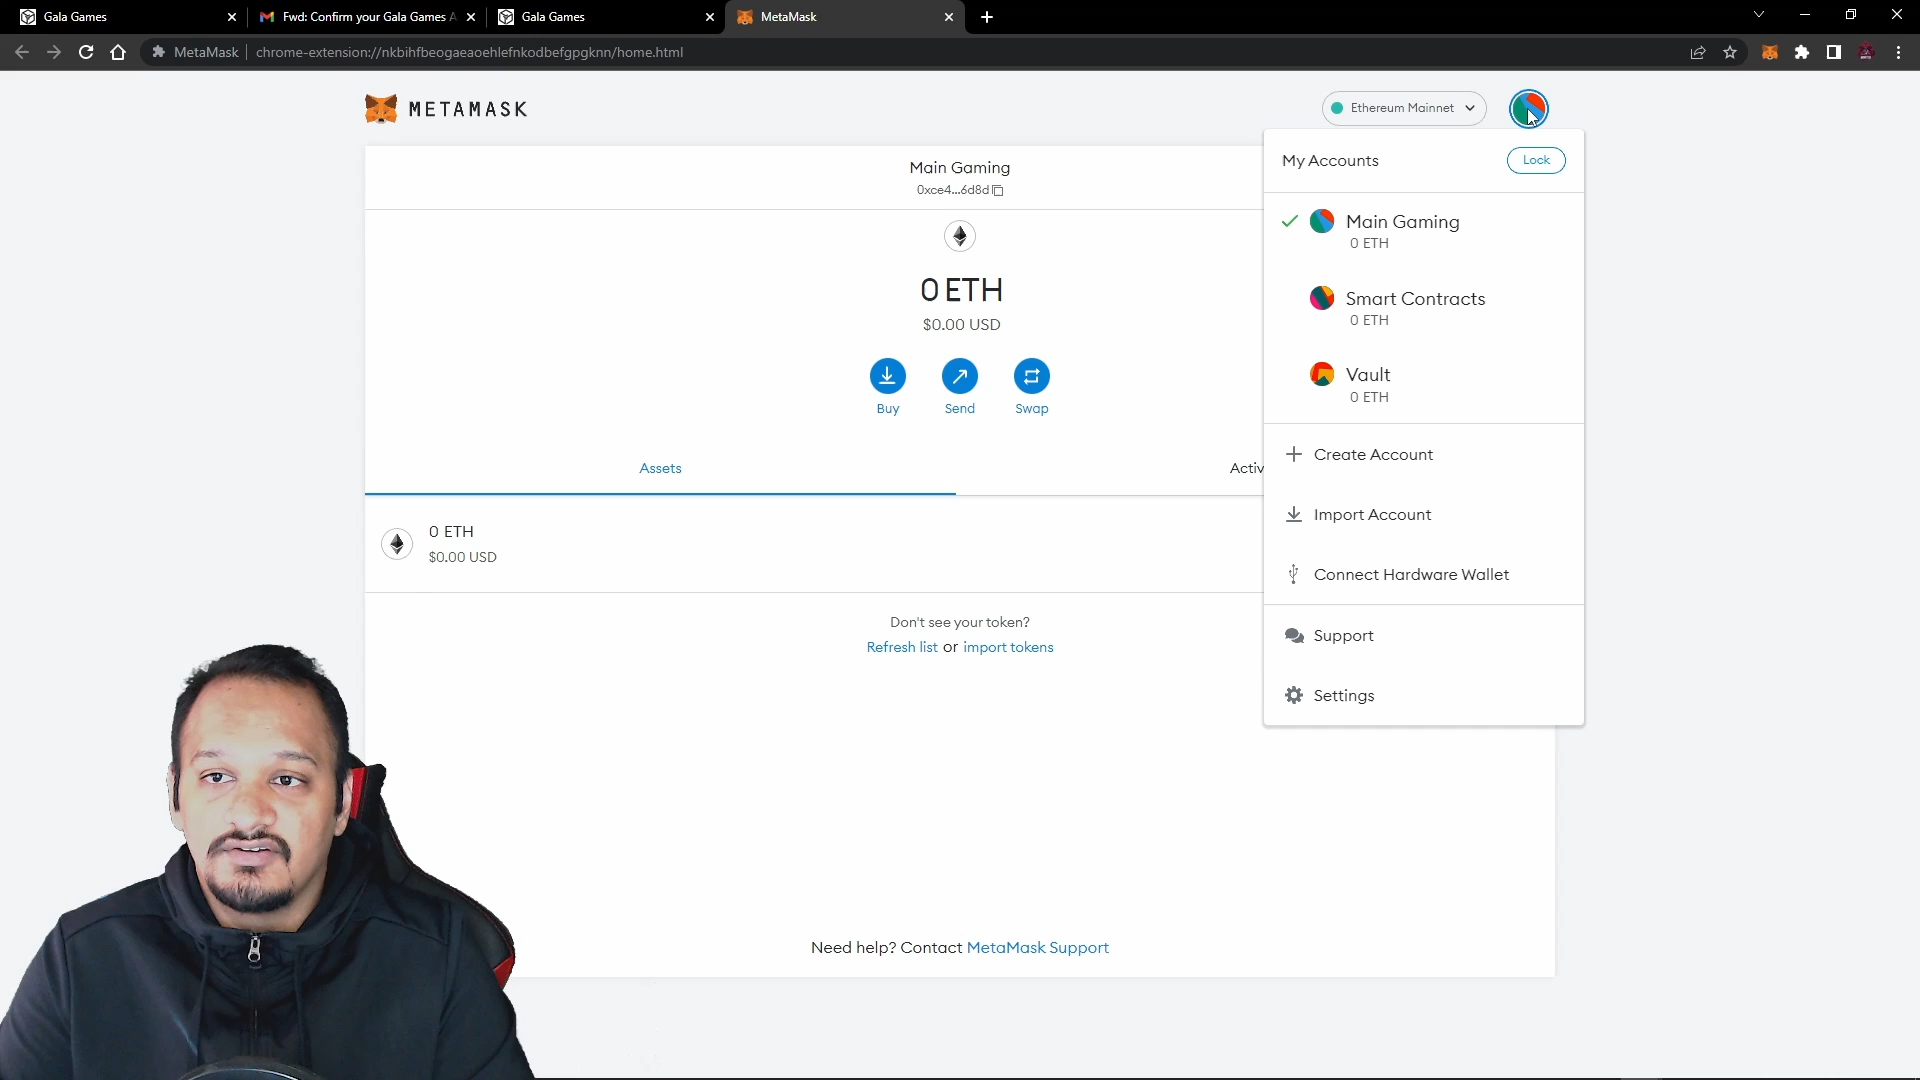 Gala Games
Fwd: Confirm your Gala Games A
Gala Games
MetaMask
MetaMask
chrome-extension://nkbihfbeogaeaoehlefnkodbefgpgknn/home.html
METAMASK
Ethereum Mainnet
Main Gaming
0xce4...6d8d
0 ETH
$0.00 USD
Buy
Send
Swap
Assets
Activ
0 ETH
$0.00 USD
Don't see your token?
Refresh list or import tokens
Need help? Contact MetaMask Support
My Accounts
Lock
Main Gaming
0 ETH
Smart Contracts
0 ETH
Vault
0 ETH
Create Account
Import Account
Connect Hardware Wallet
Support
Settings